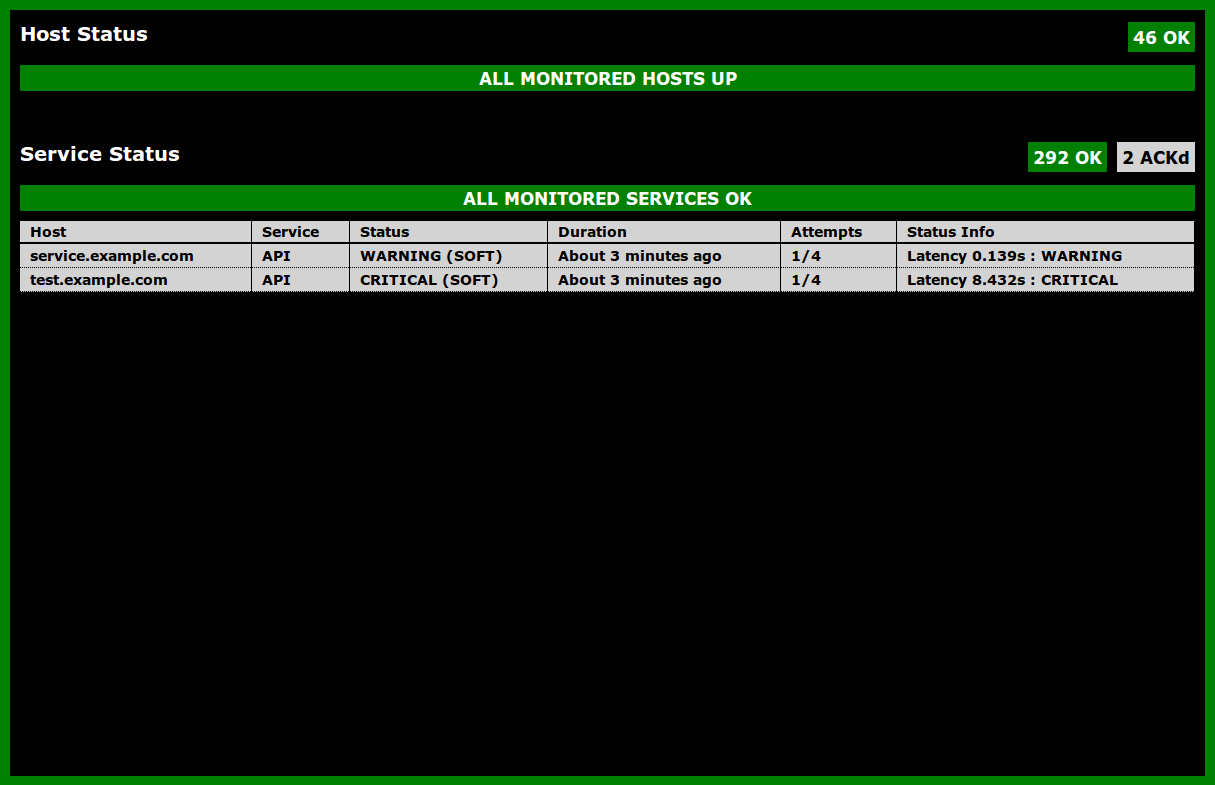 Host Status
46 OK
ALL MONITORED HOSTS UP
Service Status
292 OK 2 ACKd
ALL MONITORED SERVICES OK
Host Service Status Duration Attempts Status Info
service.example.com API WARNING (SOFT) About 3 minutes ago 1/4 Latency 0.139s : WARNING
test.example.com API CRITICAL (SOFT) About 3 minutes ago 1/4 Latency 8.432s : CRITICAL